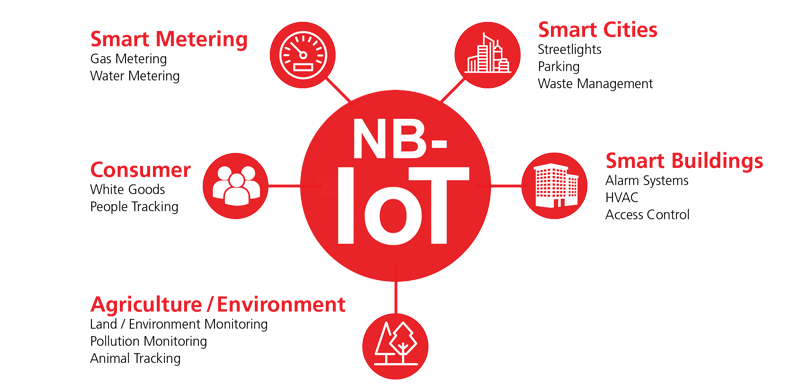 Smart Metering
Gas Metering
Water Metering
Smart Cities
Streetlights
Parking
Waste Management
NB-
IoT
Consumer
White Goods
People Tracking
Smart Buildings
Alarm Systems
HVAC
Access Control
Agriculture / Environment
Land / Environment Monitoring
Pollution Monitoring
Animal Tracking